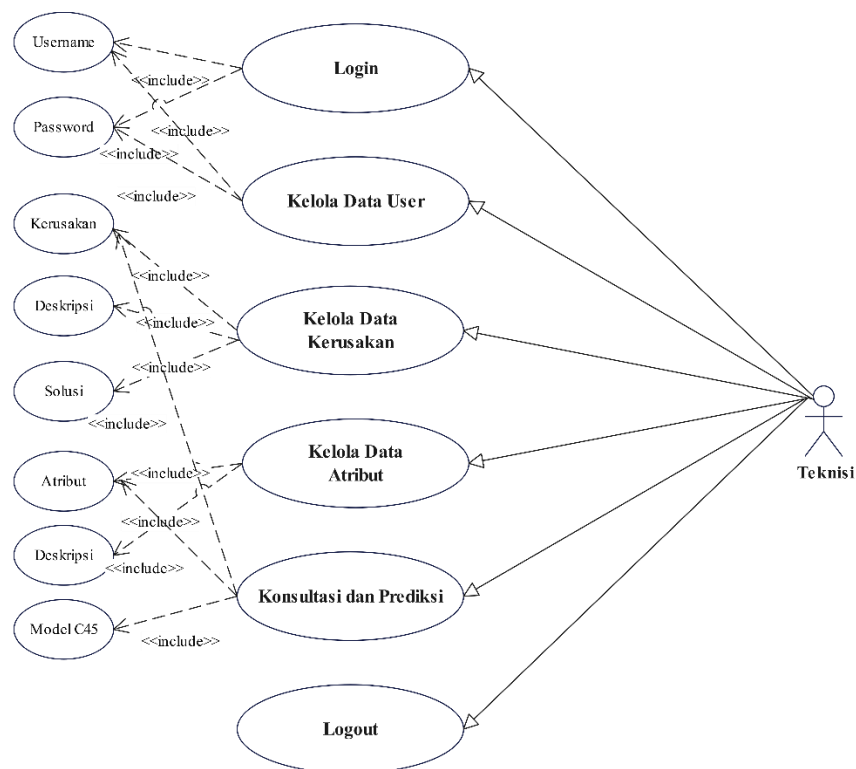 Username
Login
<<include>>
Password
<<include>>
<<include>>
<<include>>
Kelola Data User
Kerusakan
<<include>>
Deskripsi
<<include>>
Kelola Data
Kerusakan
Solusi
<<include>>
<<include>>
Teknisi
Kelola Data
Atribut
Atribut
<<include>>
<<include>>
Deskripsi
<<include>>
Konsultasi dan Prediksi
Model C45
<<include>>
Logout